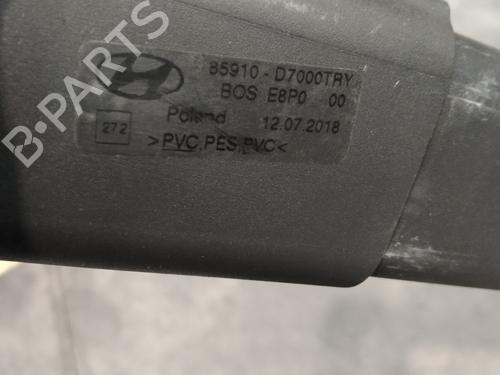 85910 - D7000TRY
BOS E8P0 00
Poland 12.07.2018
272
>PVC,PES,PVC<
B-PARTS